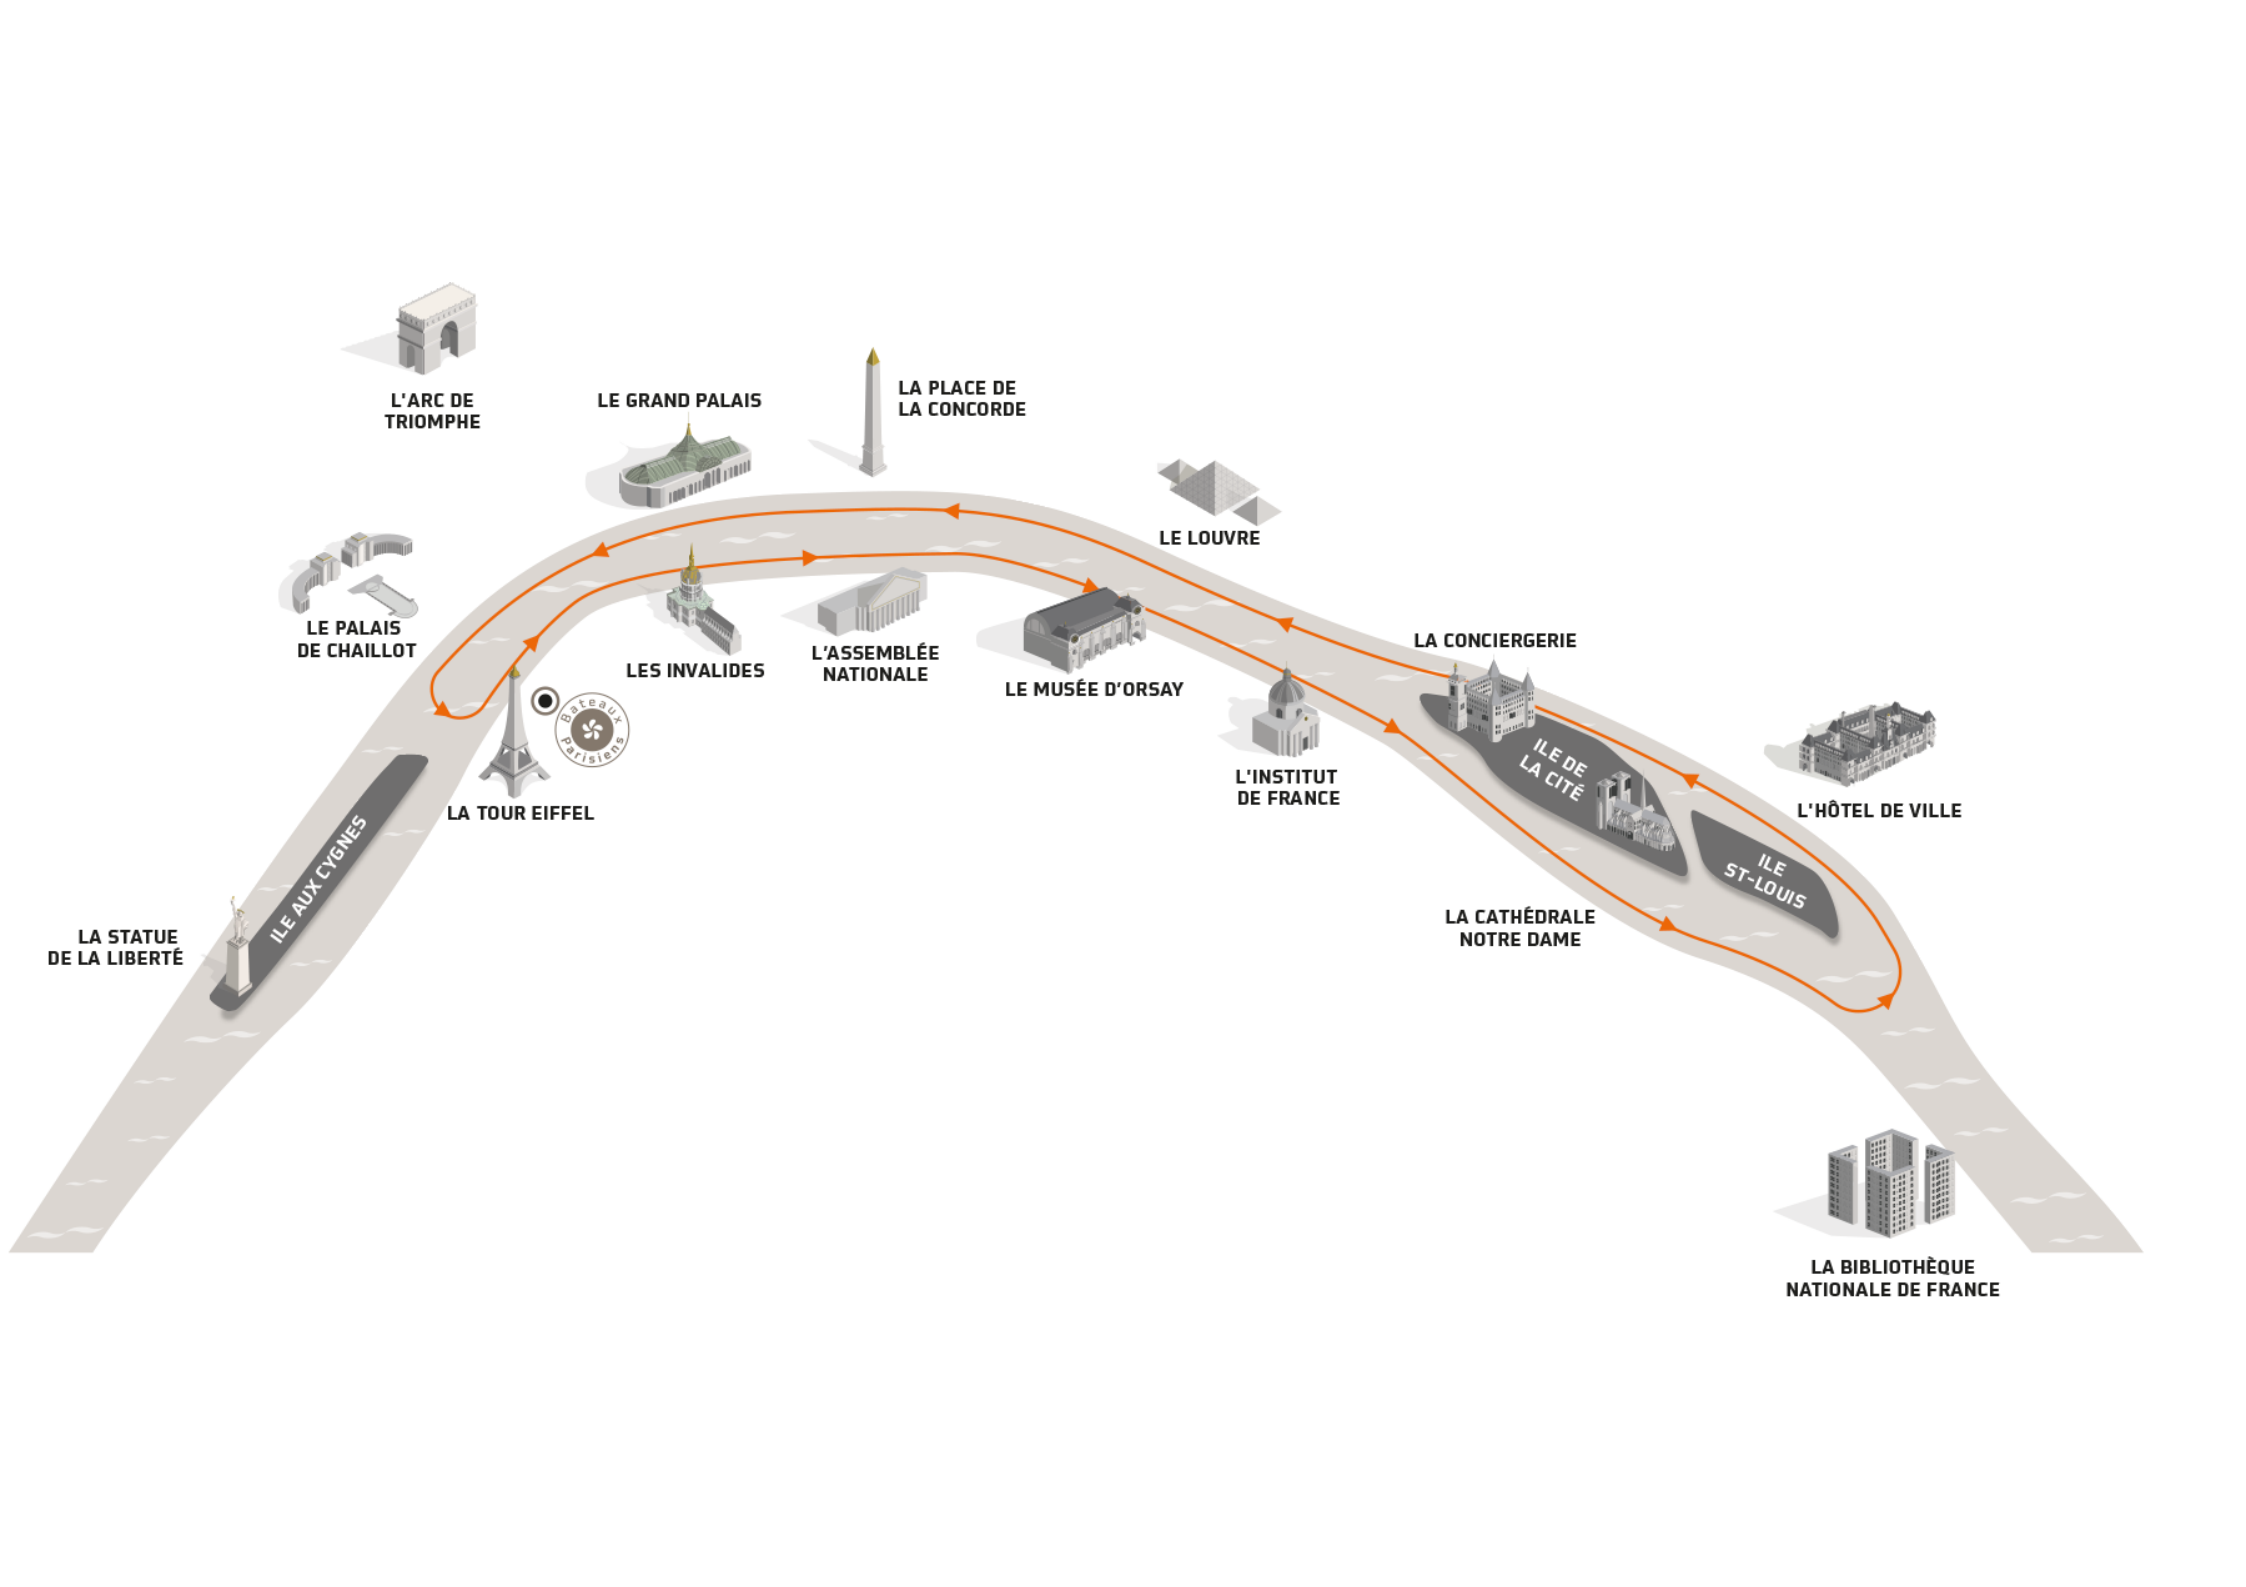 L'ARC DE
TRIOMPHE
LE GRAND PALAIS
LA PLACE DE
LA CONCORDE
LE LOUVRE
LE PALAIS
DE CHAILLOT
LES INVALIDES
L'ASSEMBLÉE
NATIONALE
LE MUSÉE D'ORSAY
LA CONCIERGERIE
Bateaux
Parisiens
LA TOUR EIFFEL
L'INSTITUT
DE FRANCE
ILE DE
LA CITÉ
L'HÔTEL DE VILLE
ILE
ST-LOUIS
ILE AUX CYGNES
LA STATUE
DE LA LIBERTÉ
LA CATHÉDRALE
NOTRE DAME
LA BIBLIOTHÈQUE
NATIONALE DE FRANCE